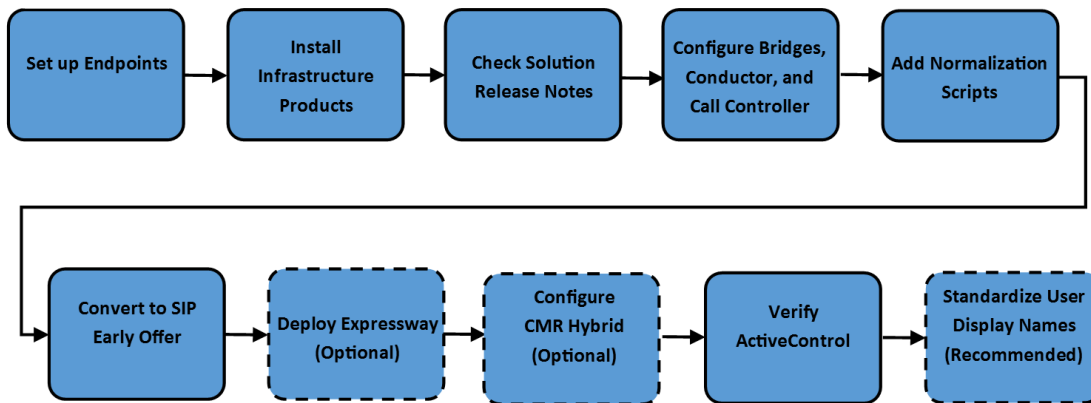 Set up Endpoints
Install
Infrastructure
Products
Check Solution
Release Notes
Configure Bridges,
Conductor, and
Call Controller
Add Normalization
Scripts
Convert to SIP
Early Offer
Deploy Expressway
(Optional)
Configure
CMR Hybrid
(Optional)
Verify
ActiveControl
Standardize User
Display Names
(Recommended)